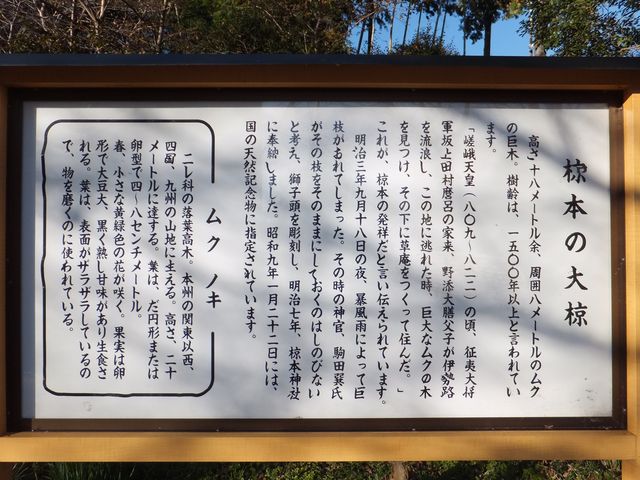 椋本の大椋
高さ十八メートル余、周囲八メートルのムク
の巨木。樹齢は、一五〇〇年以上と言われてい
ます。
「嵯峨天皇(八〇九～八二二)の頃、征夷大将
軍坂上田村麿呂の家来、野添大膳父子が伊勢路
を流浪し、この地に逃れた時、巨大なムクの木
を見つけ、その下に草庵をつくって住んだ。」
これが、椋本の発祥だと言い伝えられています。
明治三年九月十八日の夜、暴風雨によって巨
枝がおれてしまった。その時の神官、駒田巽氏
がその枝をそのままにしておくのはしのびない
と考え、獅子頭を彫刻し、明治七年、椋本神社
に奉納しました。昭和九年一月二十二日には、
国の天然記念物に指定されています。
ムクノキ
ニレ科の落葉高木。本州の関東以西、
四国、九州の山地に生える。高さ、二十
メートルに達する。葉は、だ円形または
卵型で四～八センチメートル。
春、小さな黄緑色の花が咲く。果実は卵
形で大豆大、黒く熟し甘味があり生食さ
れる。葉は、表面がザラザラしているの
で、物を磨くのに使われている。